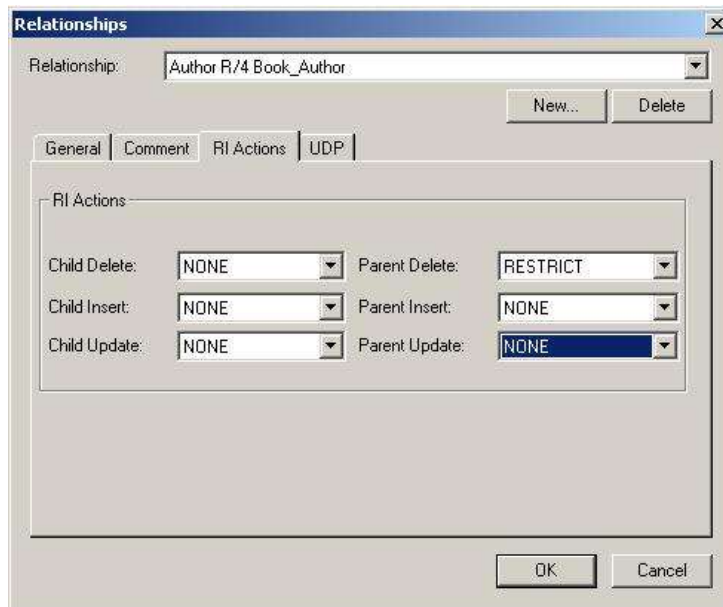 Relationships
Relationship: Author R/4 Book_Author
New... Delete
General Comment RI Actions UDP
RI Actions
Child Delete: NONE Parent Delete: RESTRICT
Child Insert: NONE Parent Insert: NONE
Child Update: NONE Parent Update: NONE
OK Cancel